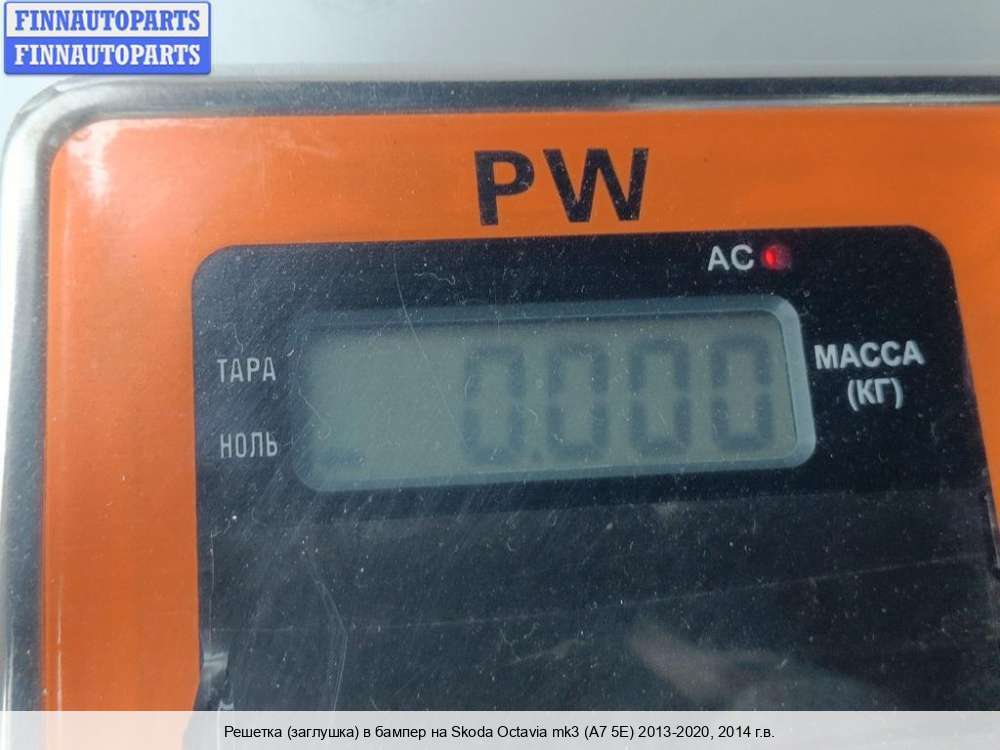 FINNAUTOPARTS
FINNAUTOPARTS
PW
AC
ТАРА
0.000
МАССА
(КГ)
НОЛЬ
Решетка (заглушка) в бампер на Skoda Octavia mk3 (A7 5E) 2013-2020, 2014 г.в.